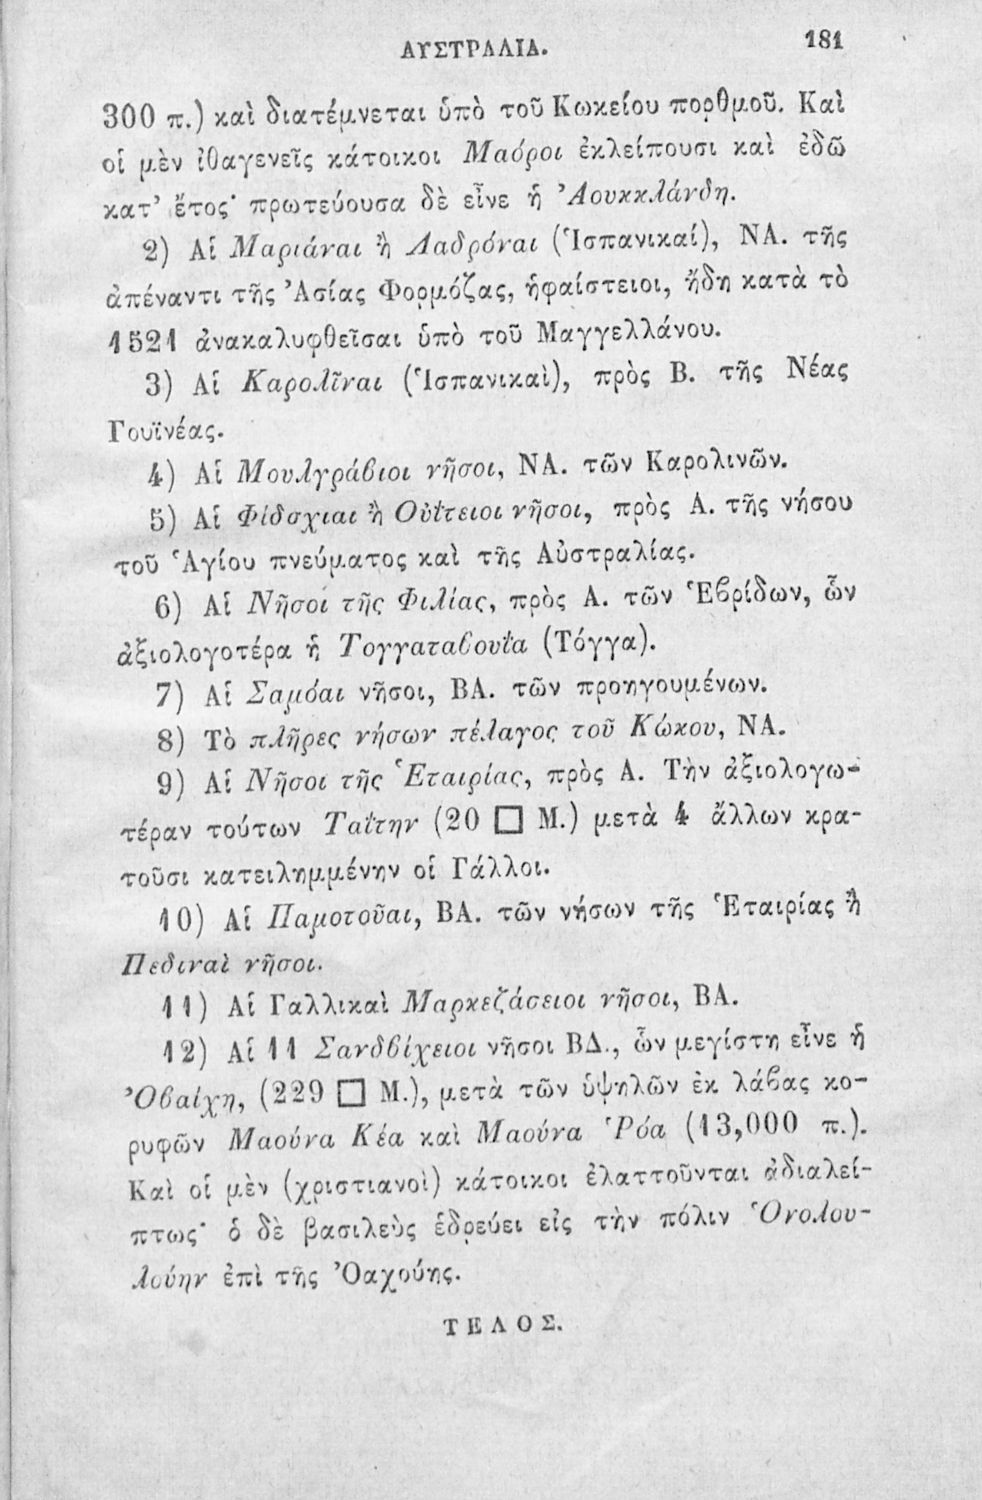 ΑΥΣΤΡΑΛΙΑ. 181
300 π.) καὶ διατέμνεται ὑπὸ τοῦ Κωκείου πορθμοῦ. Καὶ
οἱ μὲν ἰθαγενεῖς κάτοικοι Μαόροι ἐκλείπουσι καὶ ἐδῶ
κατ’ ἔτος· πρωτεύουσα δὲ εἶνε ἡ Ἀουκκλάνδη.
2) Αἱ Μαριάναι ἢ Λαδρόναι (Ἱσπανικαί), ΝΑ. τῆς
ἀπέναντι τῆς Ἀσίας Φορμόζας, ἡφαίστειοι, ἤδη κατὰ τὸ
1521 ἀνακαλυφθεῖσαι ὑπὸ τοῦ Μαγγελλάνου.
3) Αἱ Καρολῖναι (Ἱσπανικαὶ), πρὸς Β. τῆς Νέας
Γουϊνέας.
4) Αἱ Μουλγράβιοι νῆσοι, ΝΑ. τῶν Καρολινῶν.
5) Αἱ Φίδσχιαι ἢ Οὐΐτειοι νῆσοι, πρὸς Α. τῆς νήσου
τοῦ Ἁγίου πνεύματος καὶ τῆς Αὐστραλίας.
6) Αἱ Νῆσοι τῆς Φιλίας, πρὸς Α. τῶν Ἑβρίδων, ὧν
ἀξιολογοτέρα ἡ Τογγαταβουΐα (Τόγγα).
7) Αἱ Σαμόαι νῆσοι, ΒΑ. τῶν προηγουμένων.
8) Τὸ πλῆρες νήσων πέλαγος τοῦ Κώκου, ΝΑ.
9) Αἱ Νῆσοι τῆς Ἑταιρίας, πρὸς Α. Τὴν ἀξιολογω-
τέραν τούτων Ταΐτην (20 □ Μ.) μετὰ 4 ἄλλων κρα-
τοῦσι κατειλημμένην οἱ Γάλλοι.
10) Αἱ Παμοτοῦαι, ΒΑ. τῶν νήσων τῆς Ἑταιρίας ἢ
Πεδιναὶ νῆσοι.
11) Αἱ Γαλλικαὶ Μαρκεζάσειοι νῆσοι, ΒΑ.
12) Αἱ 11 Σανδβίχειοι νῆσοι ΒΔ., ὧν μεγίστη εἶνε ἡ
Ὀβαίχη, (229 □ Μ.), μετὰ τῶν ὑψηλῶν ἐκ λάβας κο-
ρυφῶν Μαούνα Κέα καὶ Μαούνα Ῥόα (13,000 π.).
Καὶ οἱ μὲν (χριστιανοὶ) κάτοικοι ἐλαττοῦνται ἀδιαλεί-
πτως· ὁ δὲ βασιλεὺς ἑδρεύει εἰς τὴν πόλιν Ὁνολου-
λούην ἐπὶ τῆς Ὀαχούης.
ΤΕΛΟΣ.